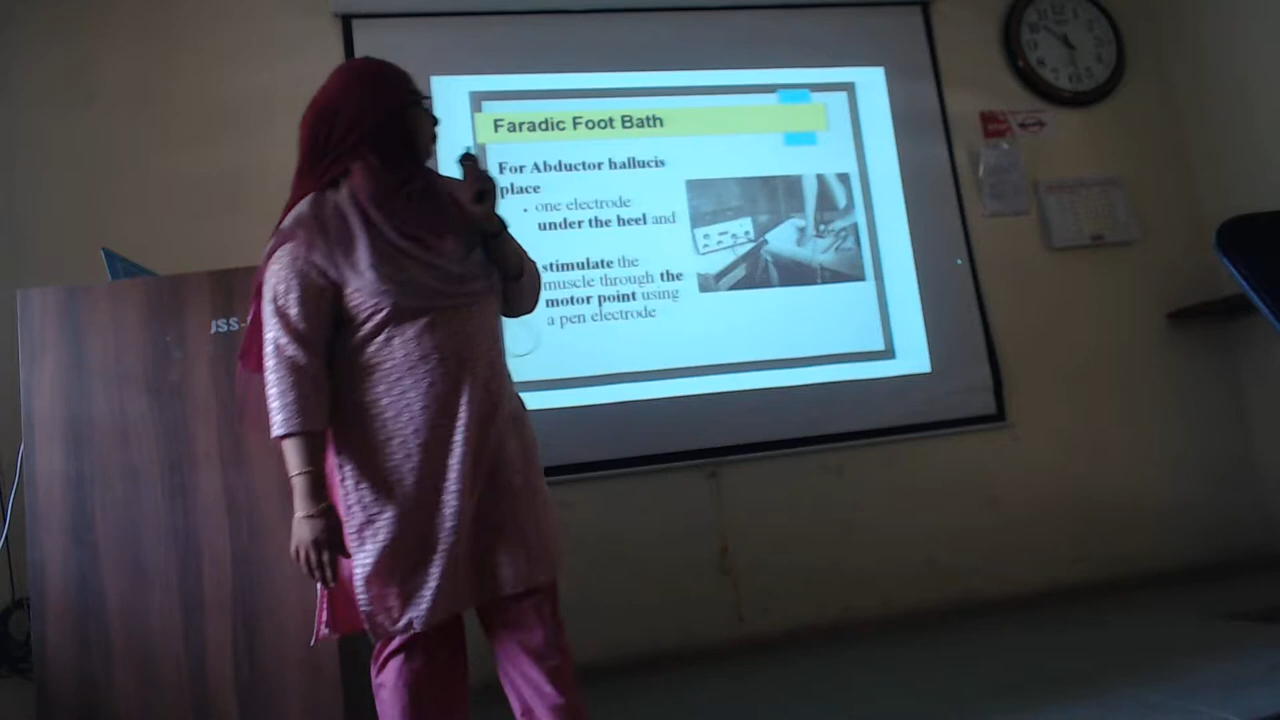 Faradic Foot Bath
For Abductor hallucis
place
• one electrode
under the heel and
stimulate the
muscle through the
motor point using
a pen electrode
JSS-